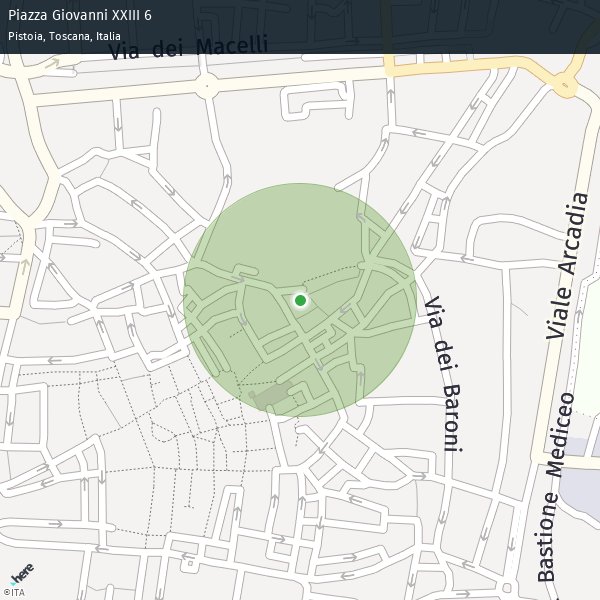 Piazza Giovanni XXIII 6
Pistoia, Toscana, Italia
Via dei Macelli
Viale Arcadia
Via dei Baroni
Bastione Mediceo
here
©ITA